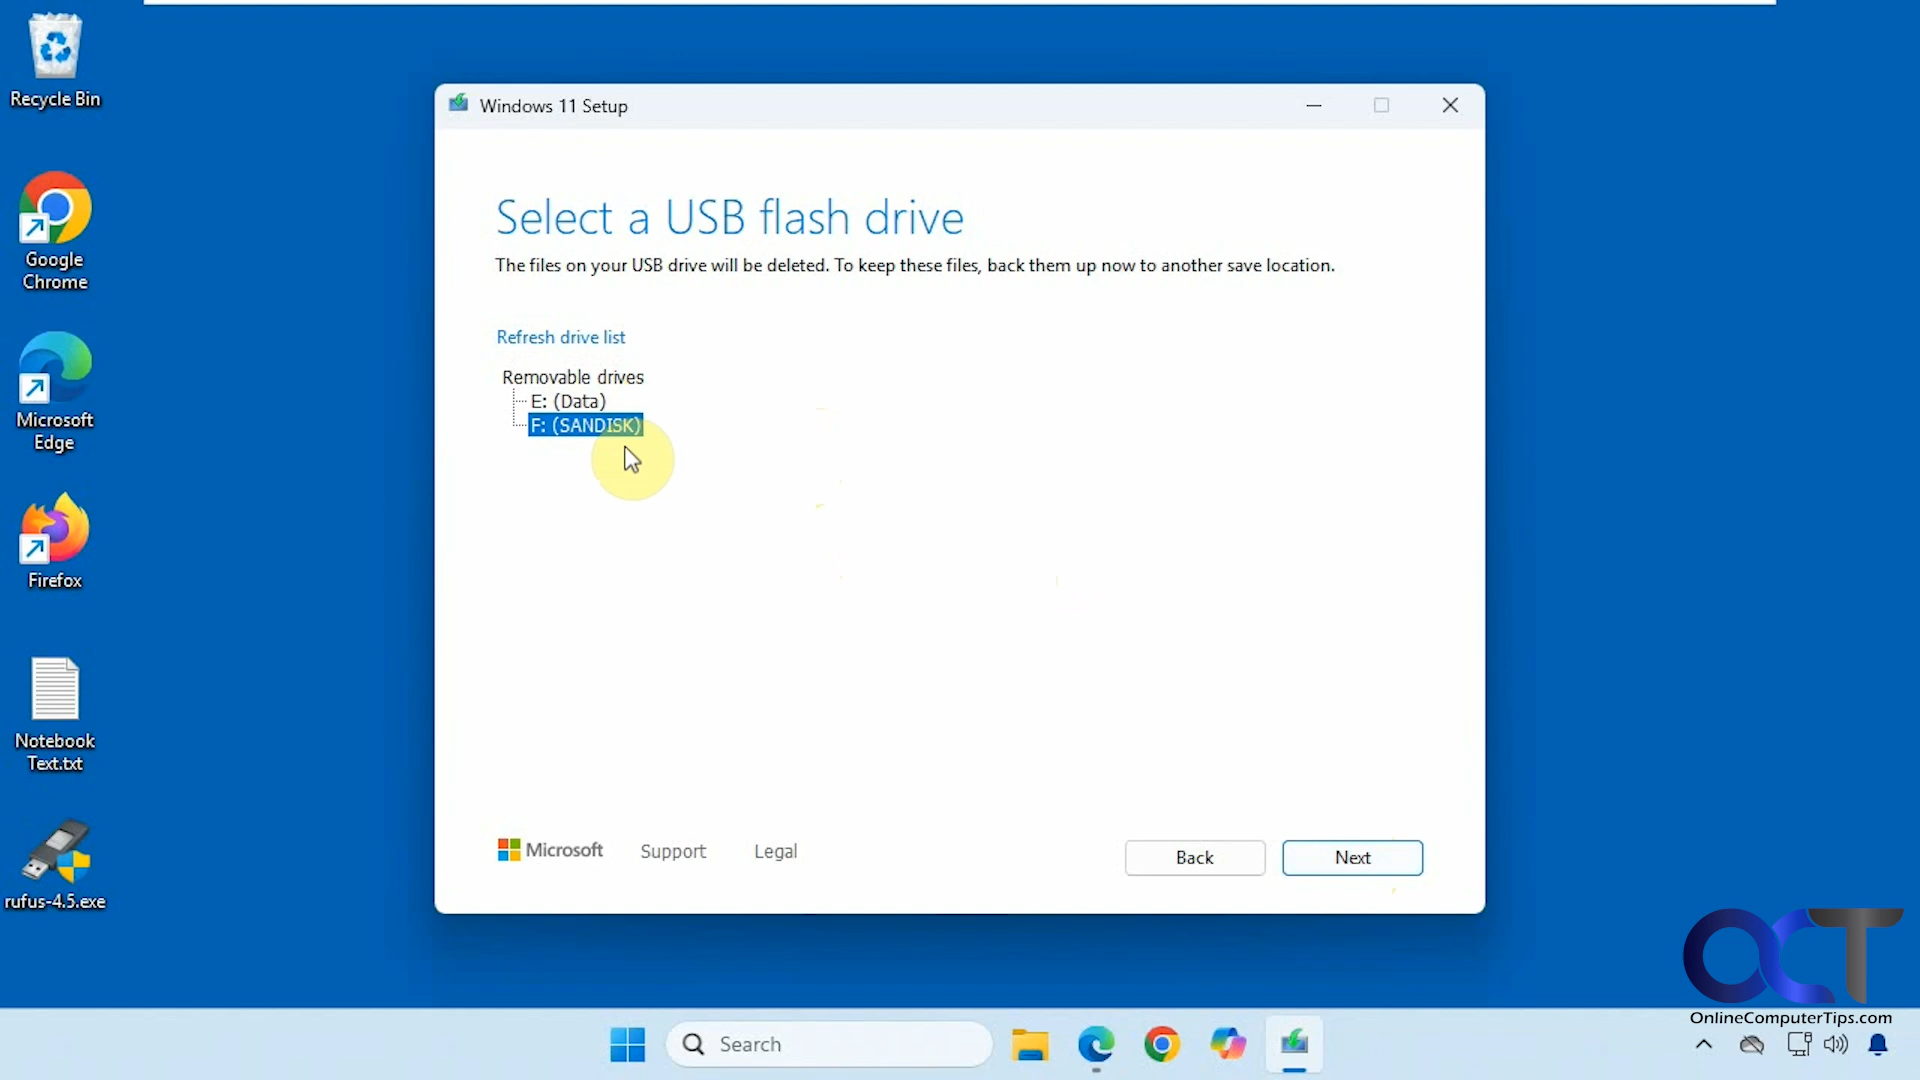 Recycle Bin
Google
Chrome
Microsoft
Edge
Firefox
Notebook
Text.txt
rufus-4.5.exe
Windows 11 Setup
Select a USB flash drive
The files on your USB drive will be deleted. To keep these files, back them up now to another save location.
Refresh drive list
Removable drives
E: (Data)
F: (SANDISK)
Microsoft
Support
Legal
Back
Next
OCT
OnlineComputerTips.com
Search